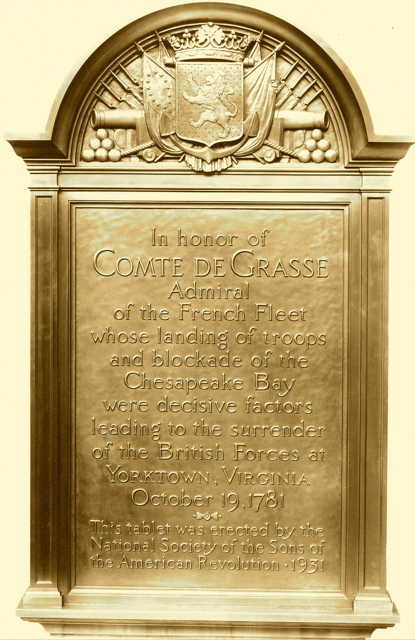 In honor of
COMTE DE GRASSE
Admiral
of the French Fleet
whose landing of troops
and blockade of the
Chesapeake Bay
were decisive factors
leading to the surrender
of the British Forces at
YORKTOWN, VIRGINIA
October 19, 1781
This tablet was erected by the
National Society of the Sons of
the American Revolution · 1931